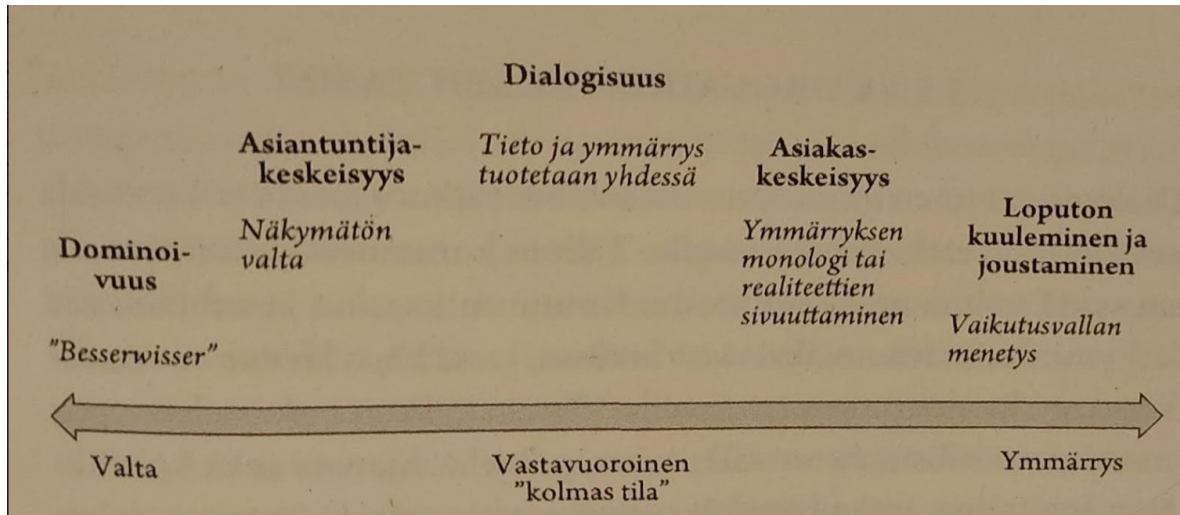 Dialogisuus
Asiantuntija-
keskeisyys
Näkymätön
valta
Tieto ja ymmärrys
tuotetaan yhdessä
Asiakas-
keskeisyys
Ymmärryksen
monologi tai
realiteettien
sivuuttaminen
Dominoi-
vuus
"Besserwisser"
Loputon
kuuleminen ja
joustaminen
Vaikutusvallan
menetys
Valta
Vastavuoroinen
"kolmas tila"
Ymmärrys